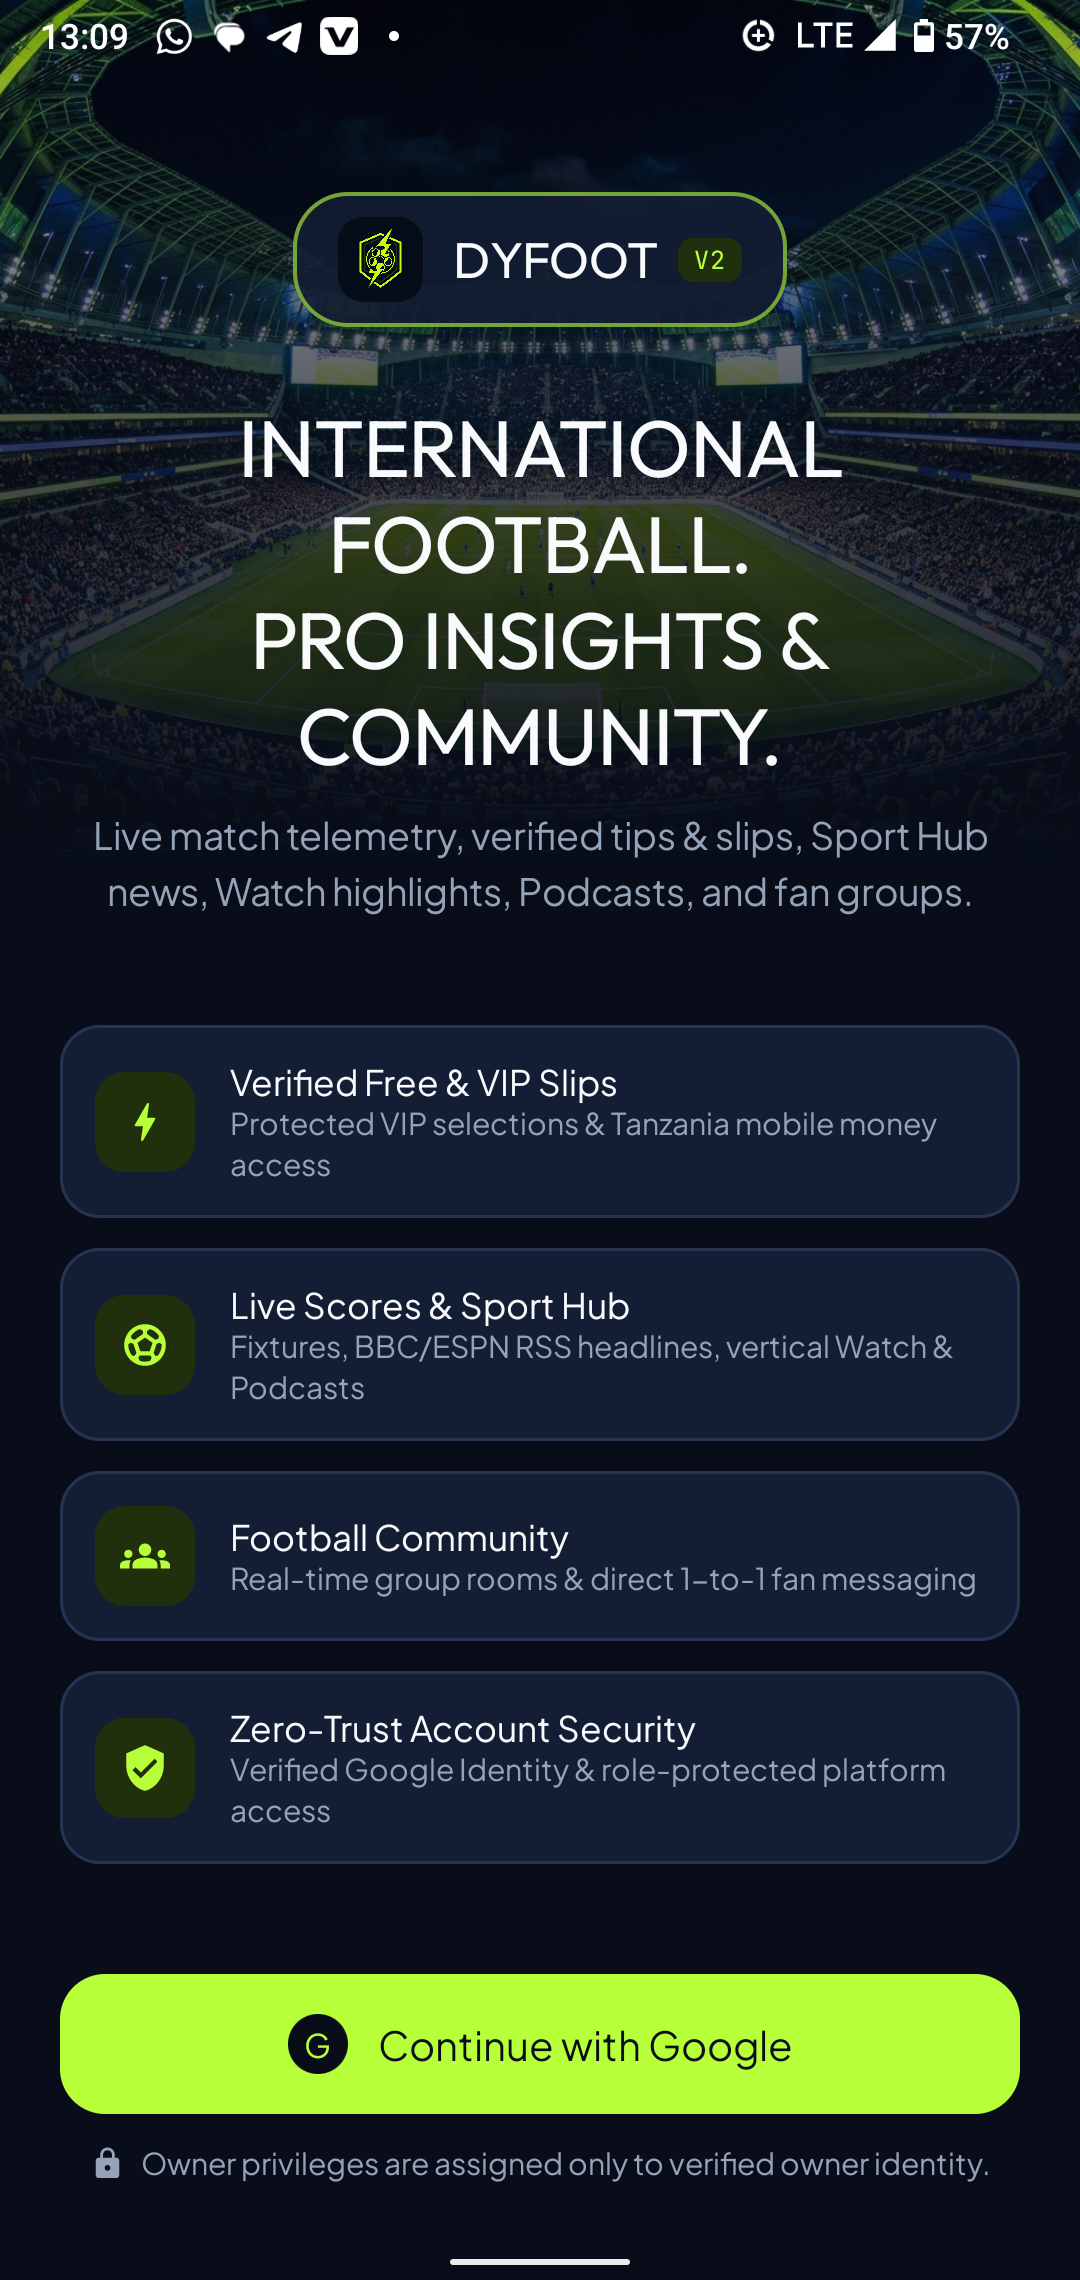 13:09
LTE 57%
DYFOOT V2
INTERNATIONAL
FOOTBALL.
PRO INSIGHTS &
COMMUNITY.
Live match telemetry, verified tips & slips, Sport Hub
news, Watch highlights, Podcasts, and fan groups.
Verified Free & VIP Slips
Protected VIP selections & Tanzania mobile money
access
Live Scores & Sport Hub
Fixtures, BBC/ESPN RSS headlines, vertical Watch &
Podcasts
Football Community
Real-time group rooms & direct 1–to-1 fan messaging
Zero-Trust Account Security
Verified Google Identity & role-protected platform
access
G Continue with Google
Owner privileges are assigned only to verified owner identity.